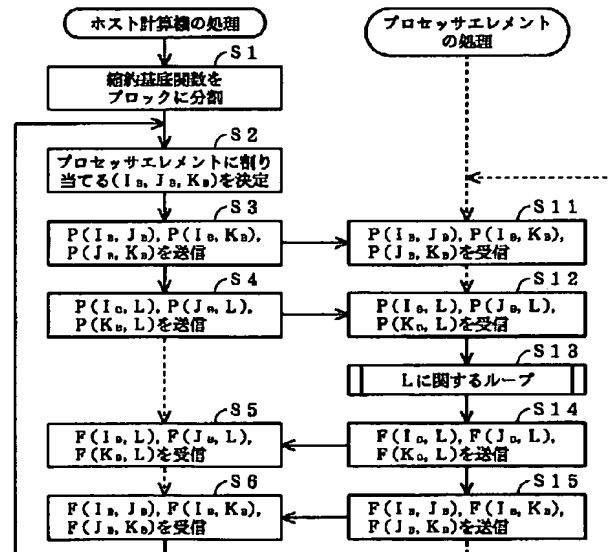 ホスト計算機の処理
プロセッサエレメント
の処理
S1
縮約基底関数を
ブロックに分割
S2
プロセッサエレメントに割り
当てる(IB, JB, KB)を決定
S3
P(IB, JB), P(IB, KB),
P(JB, KB)を送信
S11
P(IB, JB), P(IB, KB),
P(JB, KB)を受信
S4
P(IB, L), P(JB, L),
P(KB, L)を送信
S12
P(IB, L), P(JB, L),
P(KB, L)を受信
S13
Lに関するループ
S5
F(IB, L), F(JB, L),
F(KB, L)を受信
S14
F(IB, L), F(JB, L),
F(KB, L)を送信
S6
F(IB, JB), F(IB, KB),
F(JB, KB)を受信
S15
F(IB, JB), F(IB, KB),
F(JB, KB)を送信